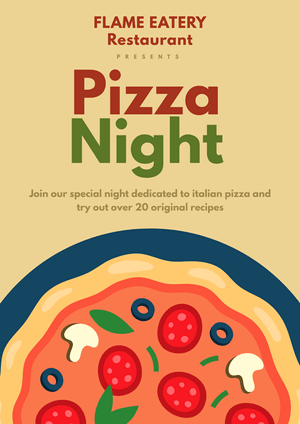 FLAME EATERY
Restaurant
PRESENTS
Pizza
Night
Join our special night dedicated to italian pizza and
try out over 20 original recipes